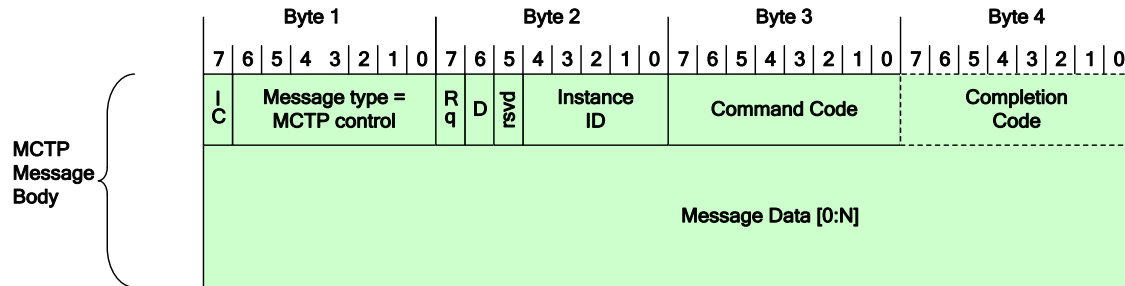 Byte 1 Byte 2 Byte 3 Byte 4
7 6 5 4 3 2 1 0 7 6 5 4 3 2 1 0 7 6 5 4 3 2 1 0 7 6 5 4 3 2 1 0
IC
Message type =
MCTP control
Rq
D
rsvd
Instance
ID
Command Code
Completion
Code
MCTP
Message
Body
Message Data [0:N]